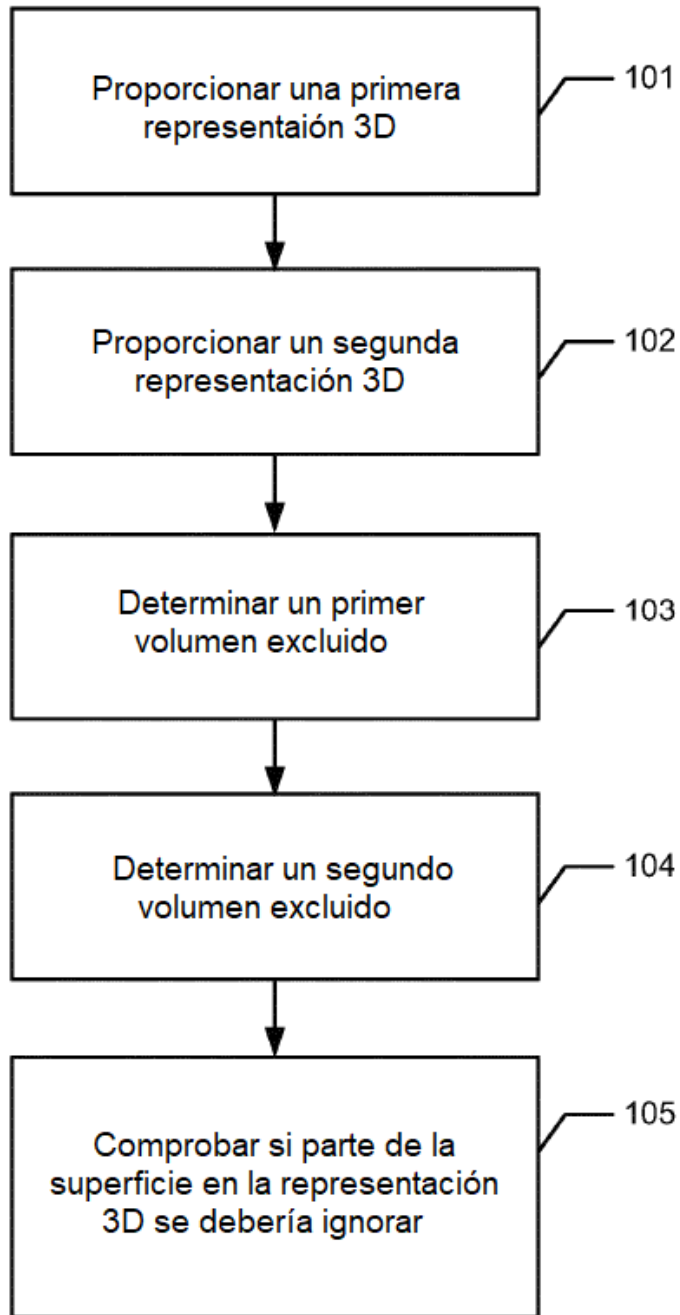 Proporcionar una primera
representaión 3D
101
Proporcionar un segunda
representación 3D
102
Determinar un primer
volumen excluido
103
Determinar un segundo
volumen excluido
104
Comprobar si parte de la
superficie en la representación
3D se debería ignorar
105